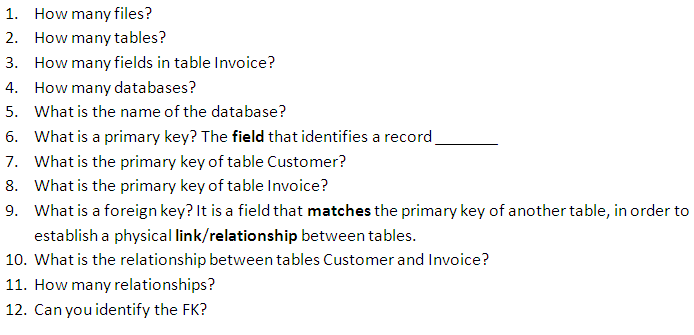 1. How many files?
2. How many tables?
3. How many fields in table Invoice?
4. How many databases?
5. What is the name of the database?
6. What is a primary key? The field that identifies a record ________
7. What is the primary key of table Customer?
8. What is the primary key of table Invoice?
9. What is a foreign key? It is a field that matches the primary key of another table, in order to
establish a physical link/relationship between tables.
10. What is the relationship between tables Customer and Invoice?
11. How many relationships?
12. Can you identify the FK?